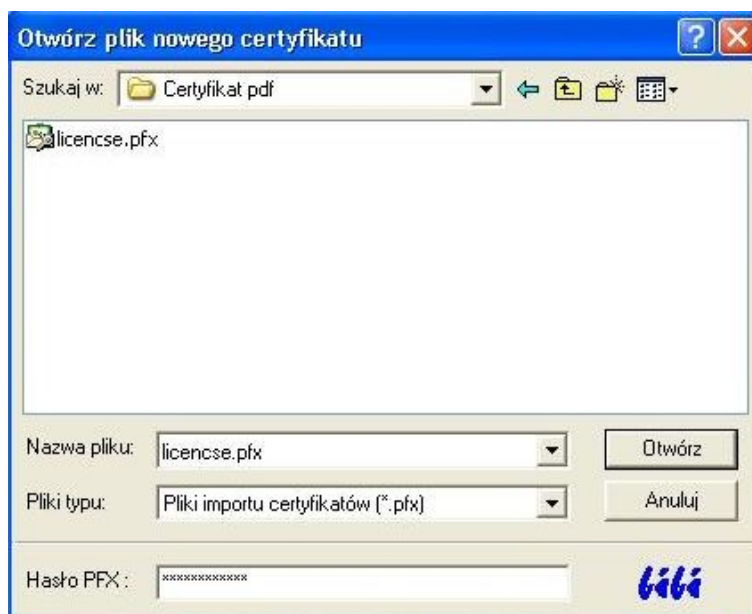 Otwórz plik nowego certyfikatu
Szukaj w: Certyfikat pdf
licencse.pfx
Nazwa pliku: licencse.pfx Otwórz
Pliki typu: Pliki importu certyfikatów (*.pfx) Anuluj
Hasło PFX : ************